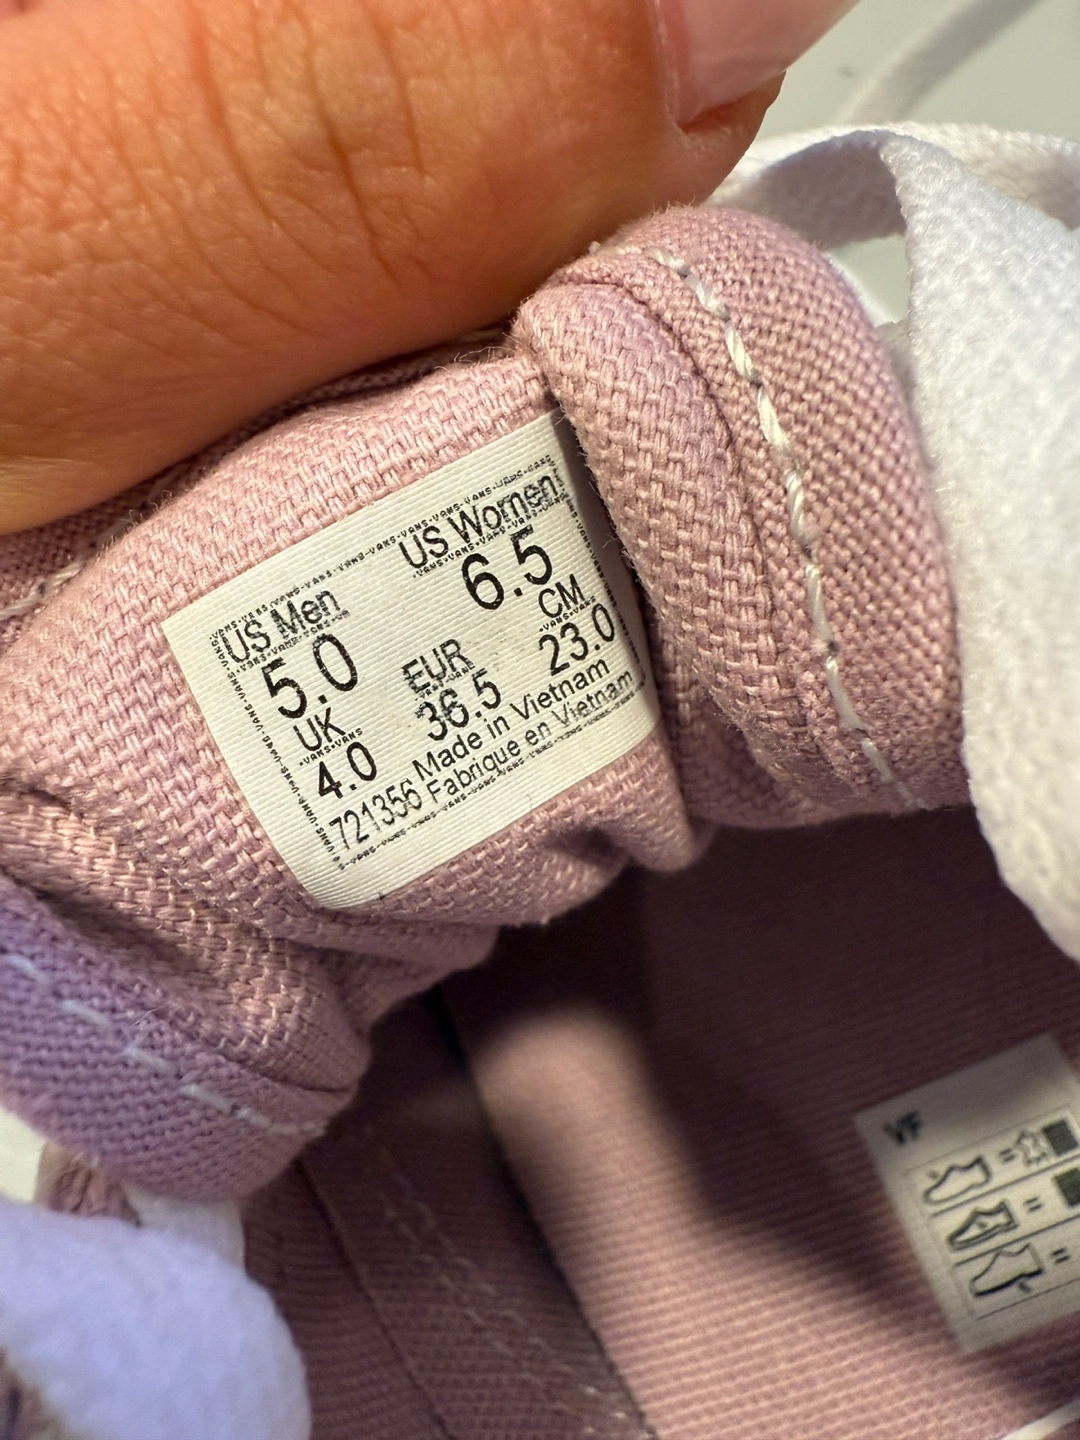 US Men
US Women
5.0
6.5
UK
EUR
CM
4.0
36.5
23.0
721356
Made in Vietnam
Fabrique en Vietnam
VF